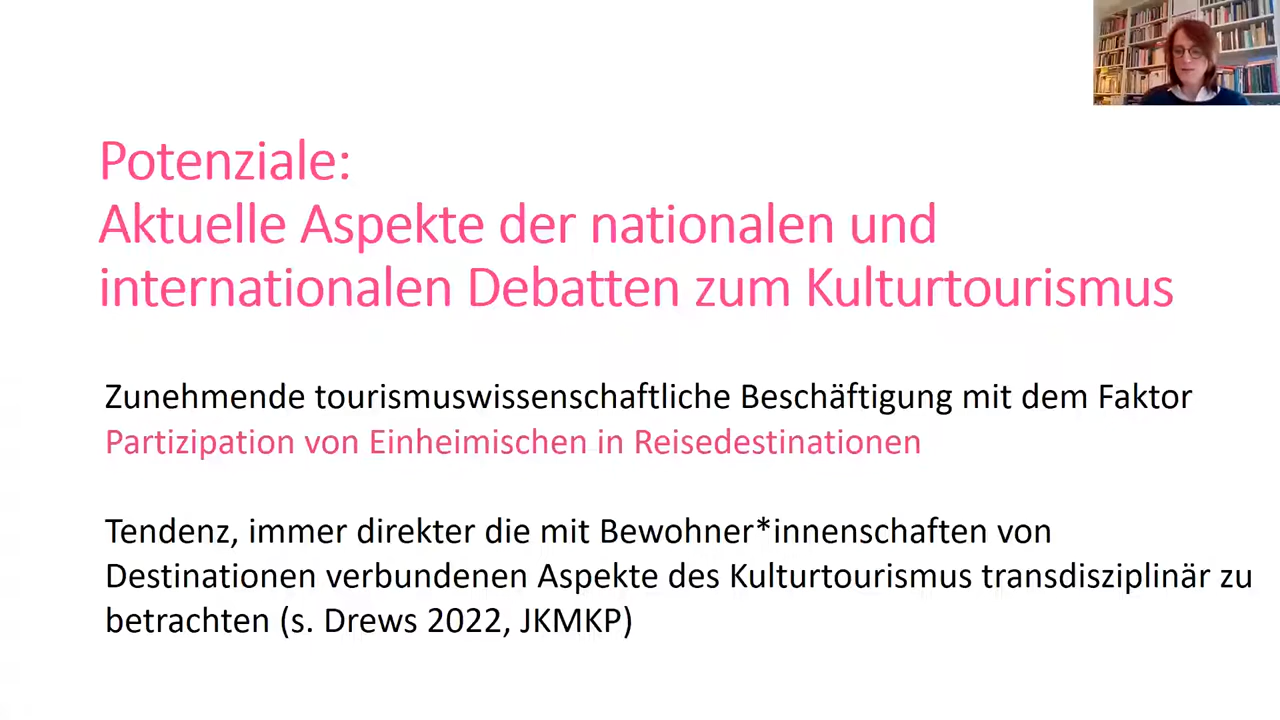 Potenziale:
Aktuelle Aspekte der nationalen und
internationalen Debatten zum Kulturtourismus
Zunehmende tourismuswissenschaftliche Beschäftigung mit dem Faktor
Partizipation von Einheimischen in Reisedestinationen
Tendenz, immer direkter die mit Bewohner*innenschaften von
Destinationen verbundenen Aspekte des Kulturtourismus transdisziplinär zu
betrachten (s. Drews 2022, JKMKP)